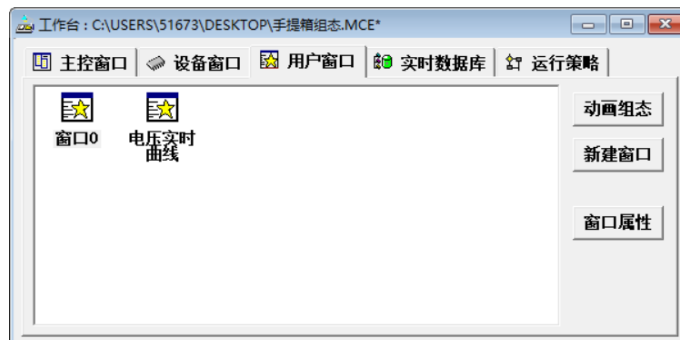 工作台 : C:\USERS\51673\DESKTOP\手提箱组态.MCE*
主控窗口 设备窗口 用户窗口 实时数据库 运行策略
窗口0
电压实时
曲线
动画组态
新建窗口
窗口属性